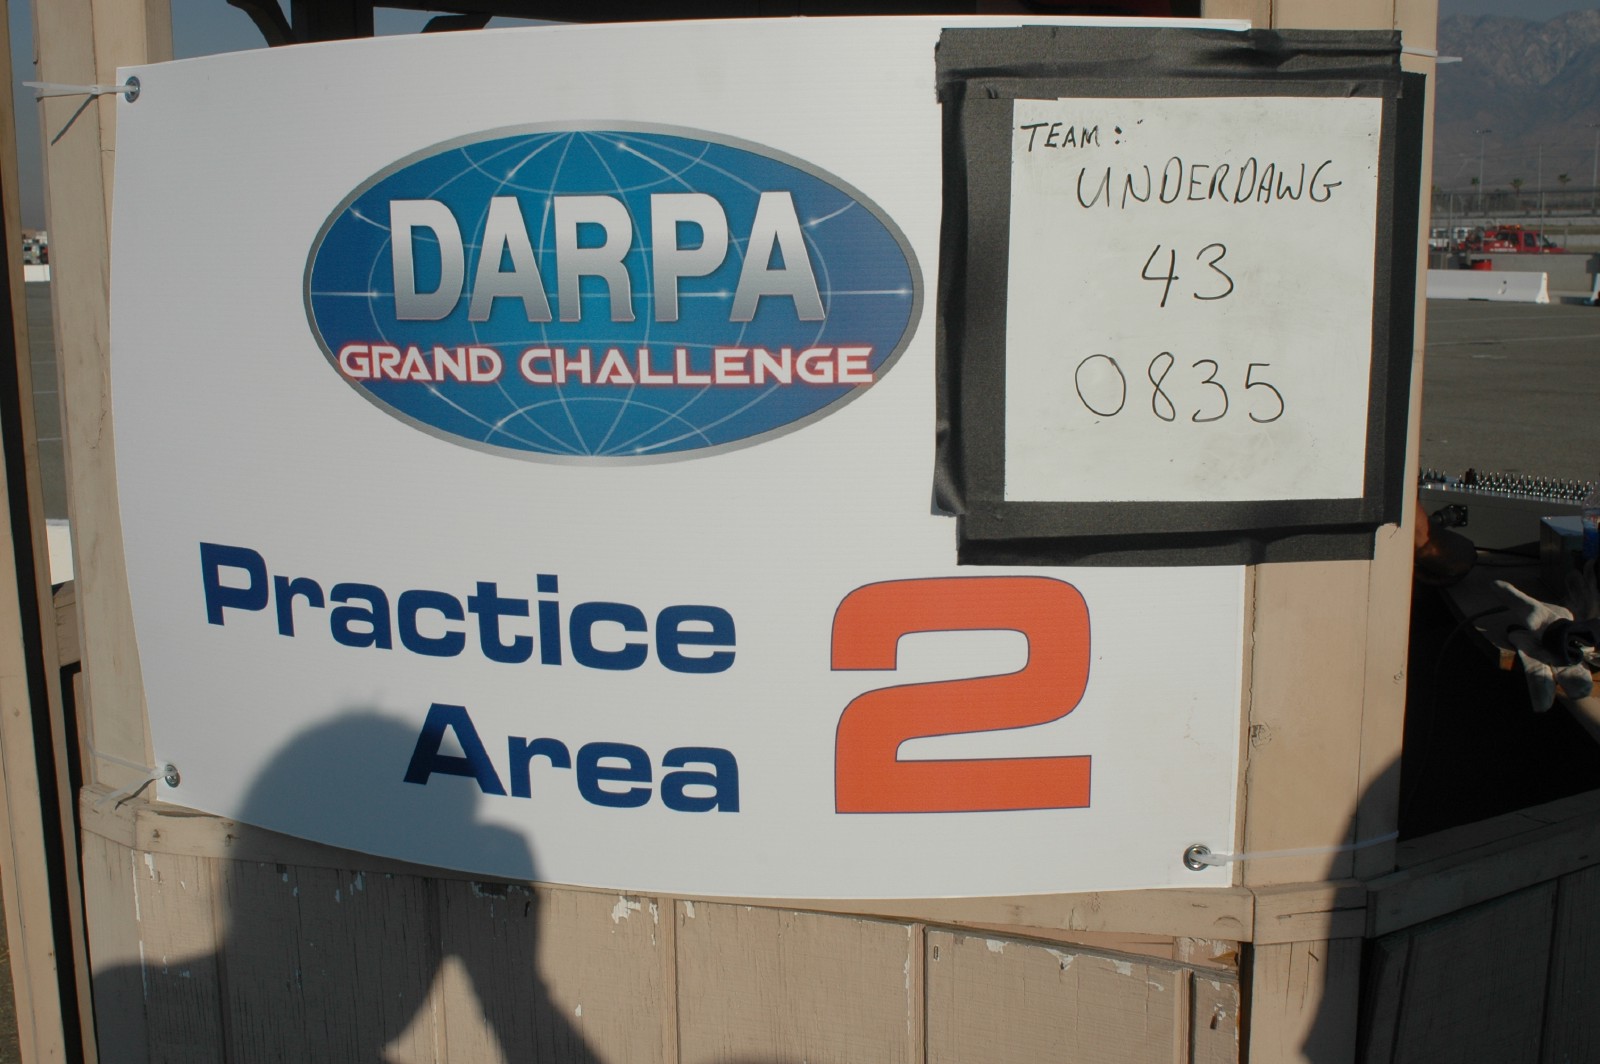 DARPA
GRAND CHALLENGE
TEAM:
UNDERDAWG
43
0835
Practice
Area
2